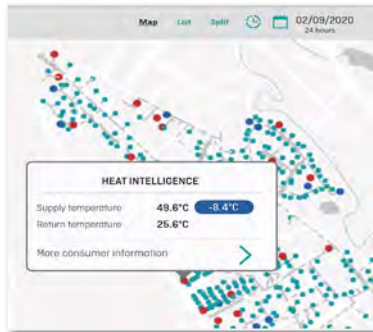 Map List Split 02/09/2020
24 hours
HEAT INTELLIGENCE
Supply temperature 49.6°C -8.4°C
Return temperature 25.6°C
More consumer information